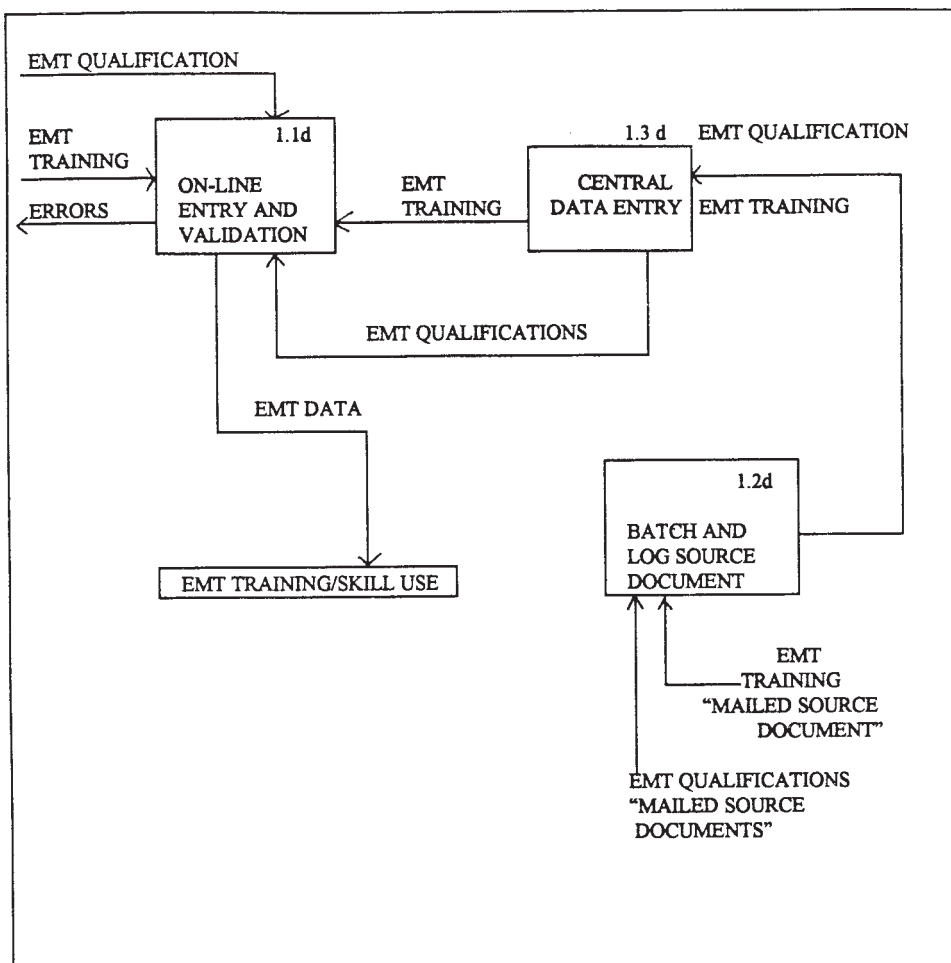 EMT QUALIFICATION
1.1d
1.3 d
EMT QUALIFICATION
EMT
TRAINING
ON-LINE
ENTRY AND
VALIDATION
EMT
TRAINING
CENTRAL
DATA ENTRY
EMT TRAINING
ERRORS
EMT QUALIFICATIONS
EMT DATA
1.2d
BATCH AND
LOG SOURCE
DOCUMENT
EMT TRAINING/SKILL USE
EMT
TRAINING
“MAILED SOURCE
DOCUMENT”
EMT QUALIFICATIONS
“MAILED SOURCE
DOCUMENTS”